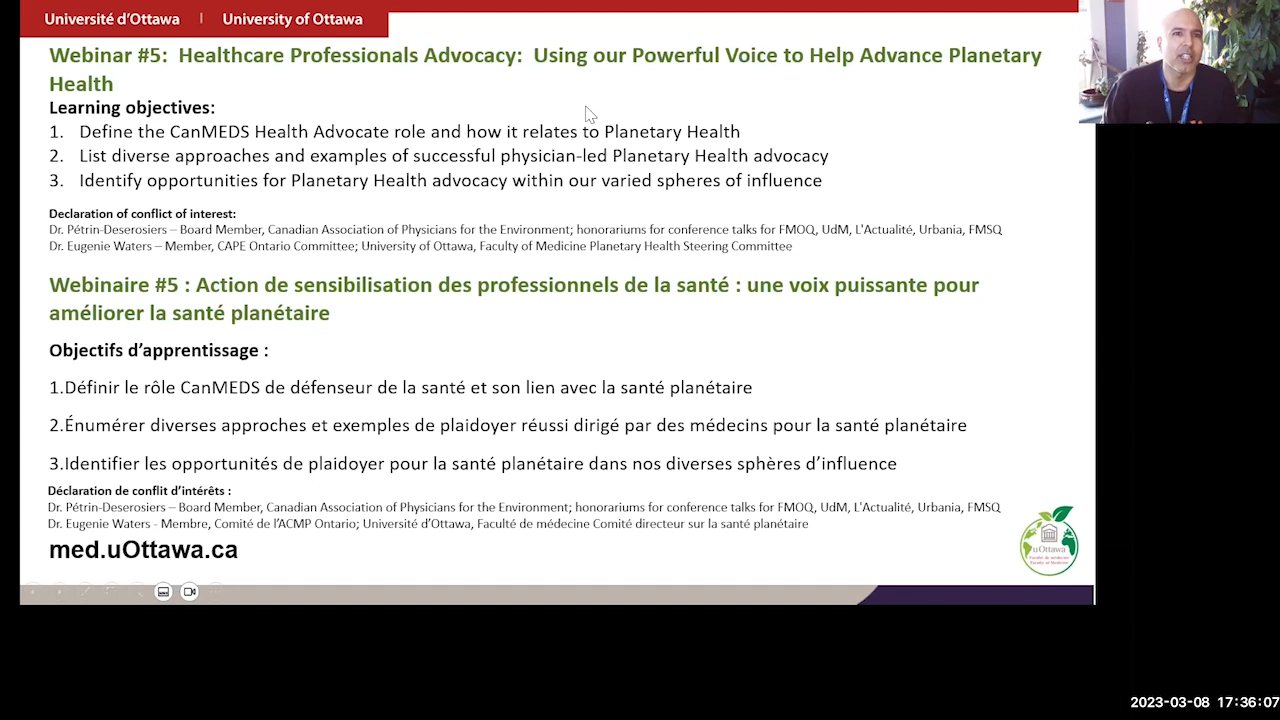 Université d'Ottawa | University of Ottawa
Webinar #5: Healthcare Professionals Advocacy: Using our Powerful Voice to Help Advance Planetary
Health
Learning objectives:
1. Define the CanMEDS Health Advocate role and how it relates to Planetary Health
2. List diverse approaches and examples of successful physician-led Planetary Health advocacy
3. Identify opportunities for Planetary Health advocacy within our varied spheres of influence
Declaration of conflict of interest:
Dr. Pétrin-Deserosiers – Board Member, Canadian Association of Physicians for the Environment; honorariums for conference talks for FMOQ, UdM, L'Actualité, Urbania, FMSQ
Dr. Eugenie Waters – Member, CAPE Ontario Committee; University of Ottawa, Faculty of Medicine Planetary Health Steering Committee
Webinaire #5 : Action de sensibilisation des professionnels de la santé : une voix puissante pour
améliorer la santé planétaire
Objectifs d'apprentissage :
1.Définir le rôle CanMEDS de défenseur de la santé et son lien avec la santé planétaire
2.Énumérer diverses approches et exemples de plaidoyer réussi dirigé par des médecins pour la santé planétaire
3.Identifier les opportunités de plaidoyer pour la santé planétaire dans nos diverses sphères d'influence
Déclaration de conflit d'intérêts :
Dr. Pétrin-Deserosiers – Board Member, Canadian Association of Physicians for the Environment; honorariums for conference talks for FMOQ, UdM, L'Actualité, Urbania, FMSQ
Dr. Eugenie Waters - Membre, Comité de l'ACMP Ontario; Université d'Ottawa, Faculté de médecine Comité directeur sur la santé planétaire
med.uOttawa.ca
uOttawa
Faculté de médecine
Faculty of Medicine
2023-03-08 17:36:07